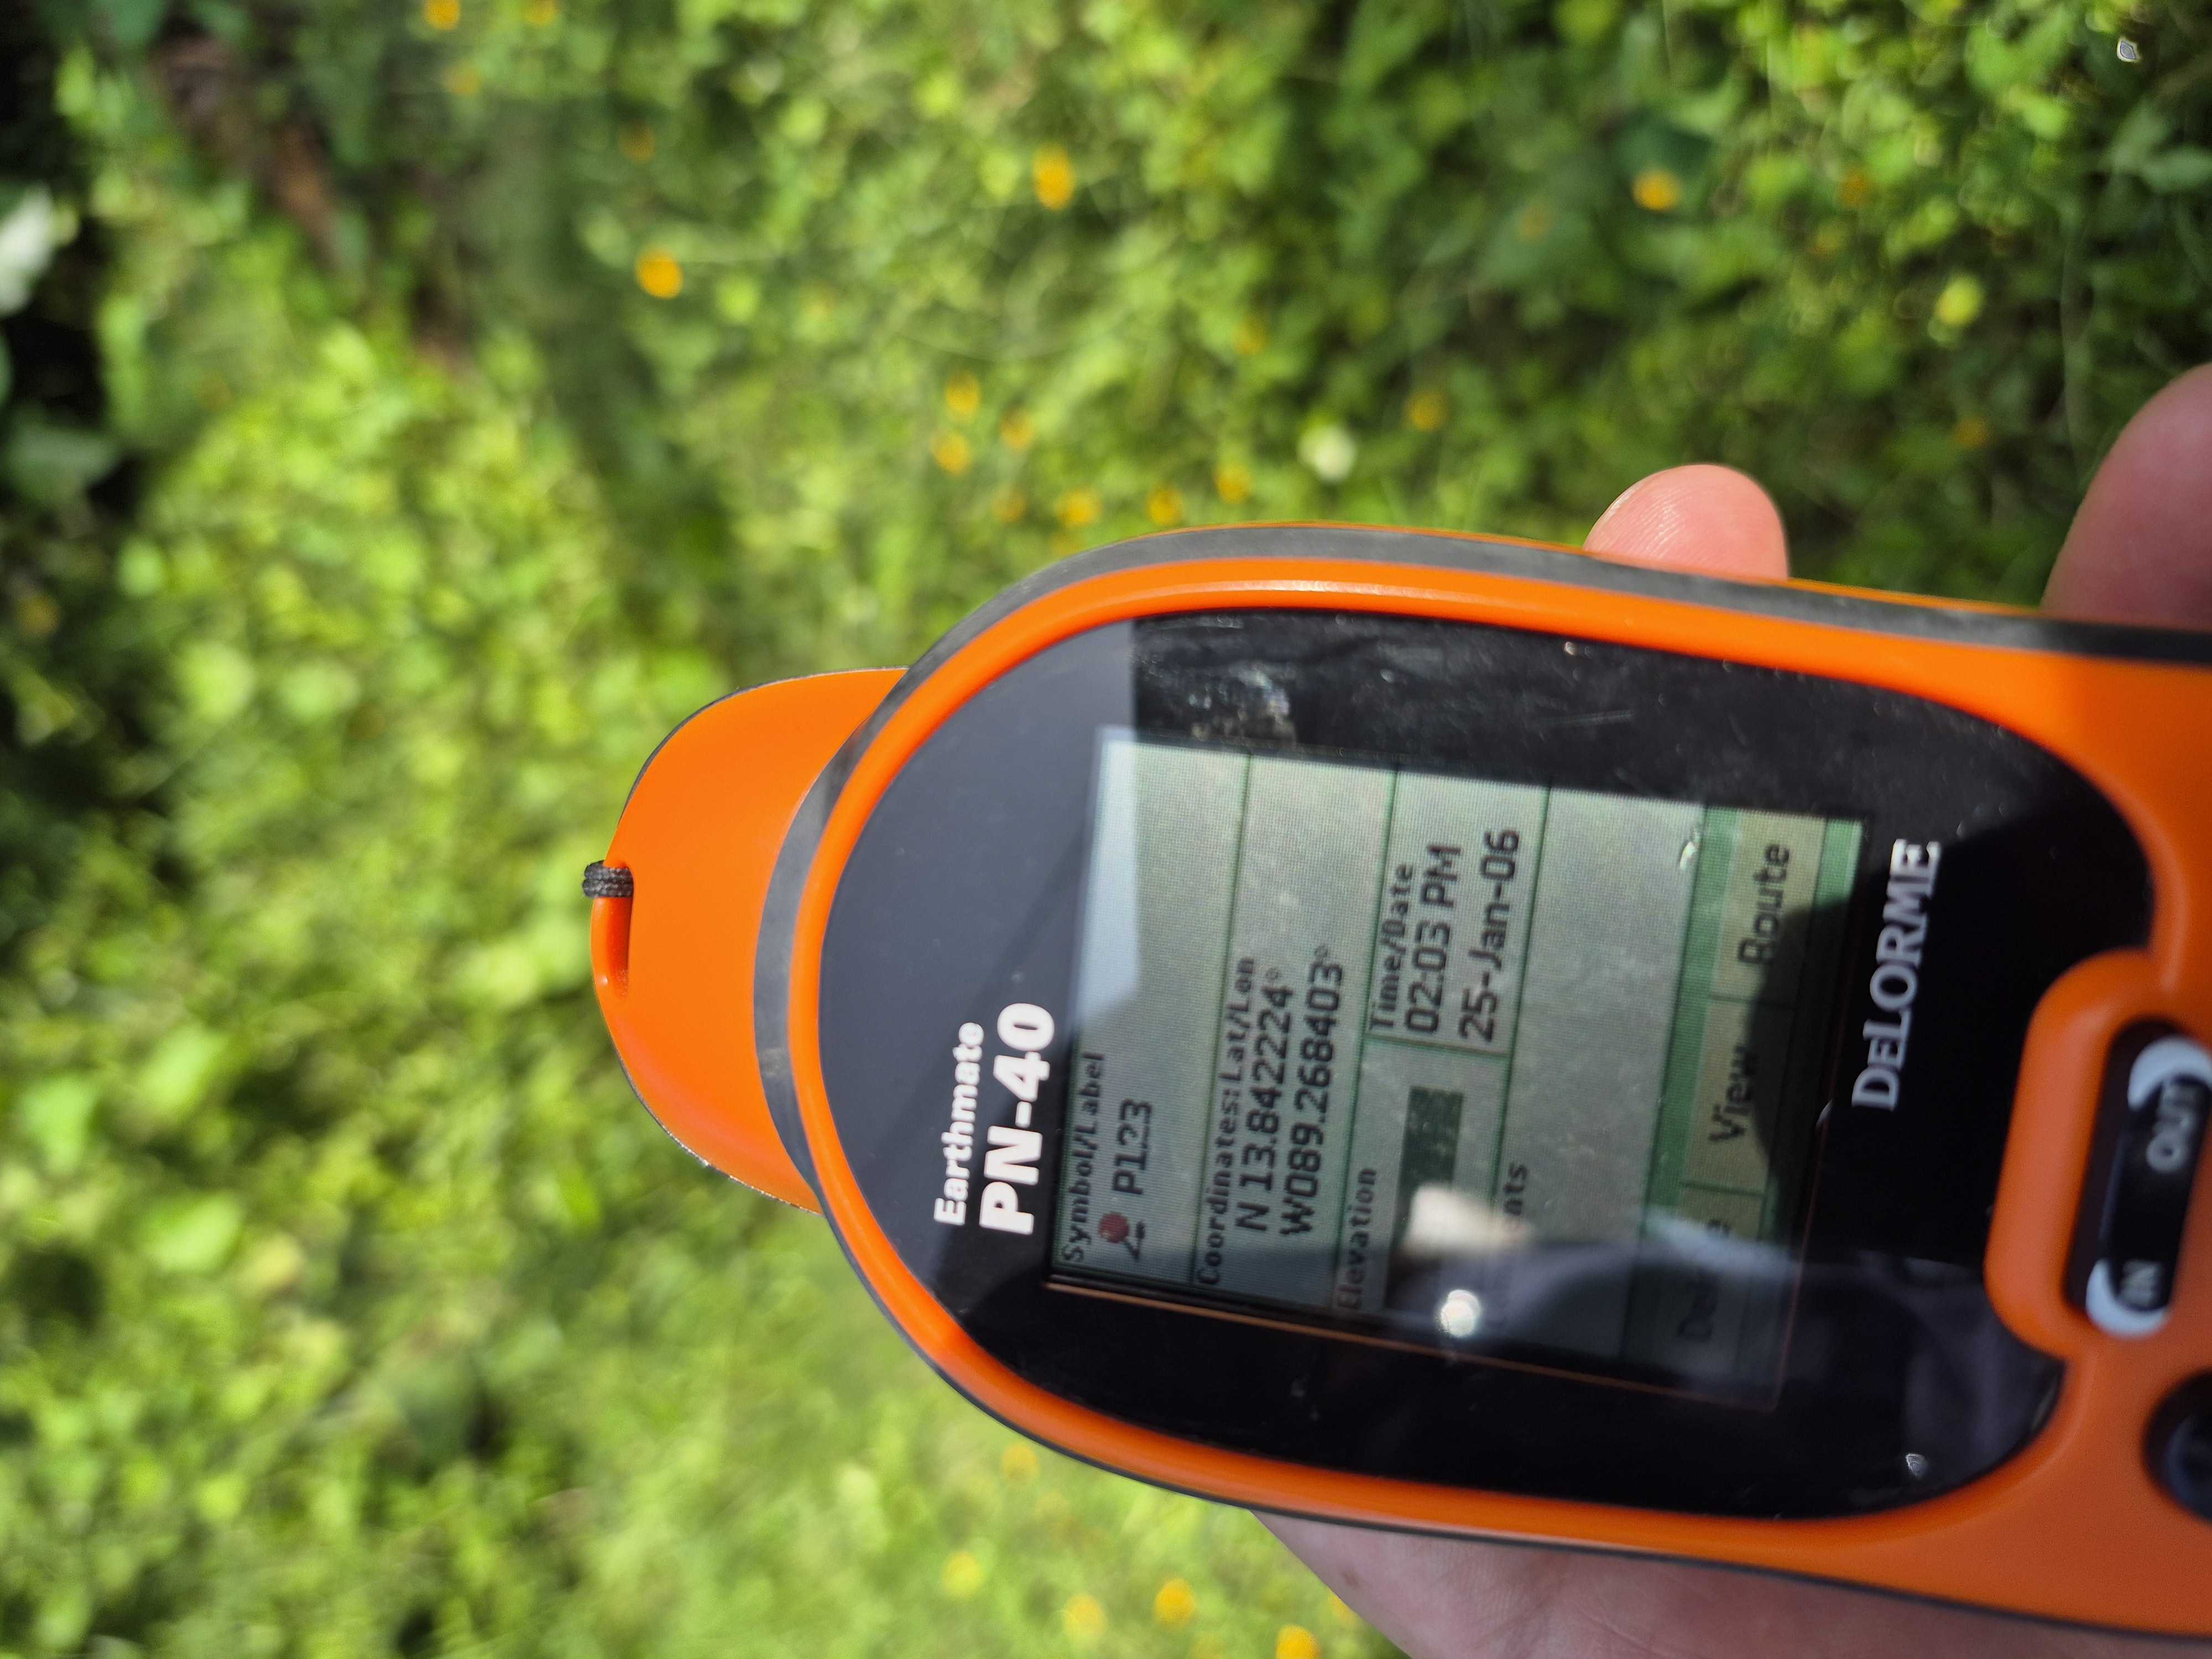 Earthmate
PN-40
Symbol/Label
P123
Coordinates: Lat/Lon
N 13.842224°
W089.268403°
Elevation
Time/Date
02:03 PM
25-Jan-06
View
Route
DELORME
IN
OUT